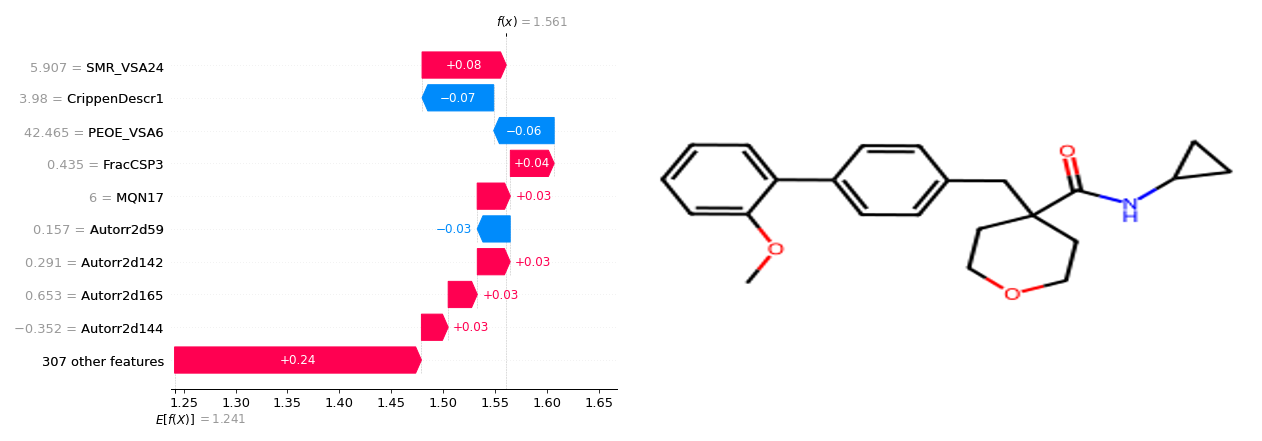 f(x) = 1.561
5.907 = SMR_VSA24
+0.08
3.98 = CrippenDescr1
−0.07
42.465 = PEOE_VSA6
−0.06
0.435 = FracCSP3
+0.04
6 = MQN17
+0.03
0.157 = Autorr2d59
−0.03
0.291 = Autorr2d142
+0.03
0.653 = Autorr2d165
+0.03
−0.352 = Autorr2d144
+0.03
307 other features
+0.24
1.25 1.30 1.35 1.40 1.45 1.50 1.55 1.60 1.65
E[f(X)] = 1.241
O
N
H
O
O